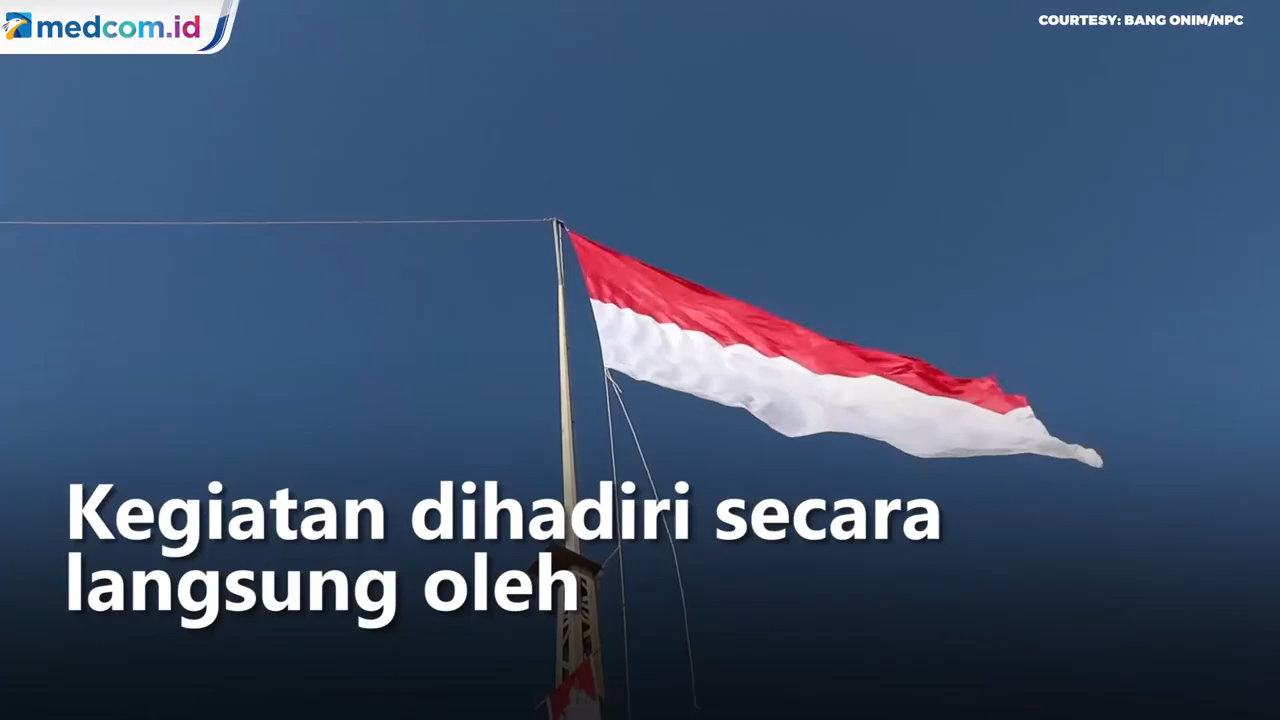 medcom.id
COURTESY: BANG ONIM/NPC
Kegiatan dihadiri secara
langsung oleh